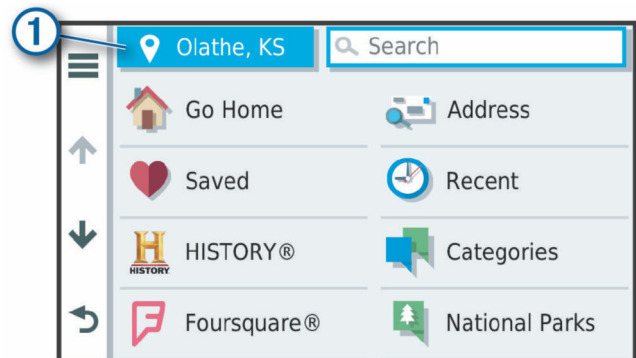 1
Olathe, KS
Search
Go Home
Address
Saved
Recent
HISTORY
HISTORY®
Categories
Foursquare®
National Parks